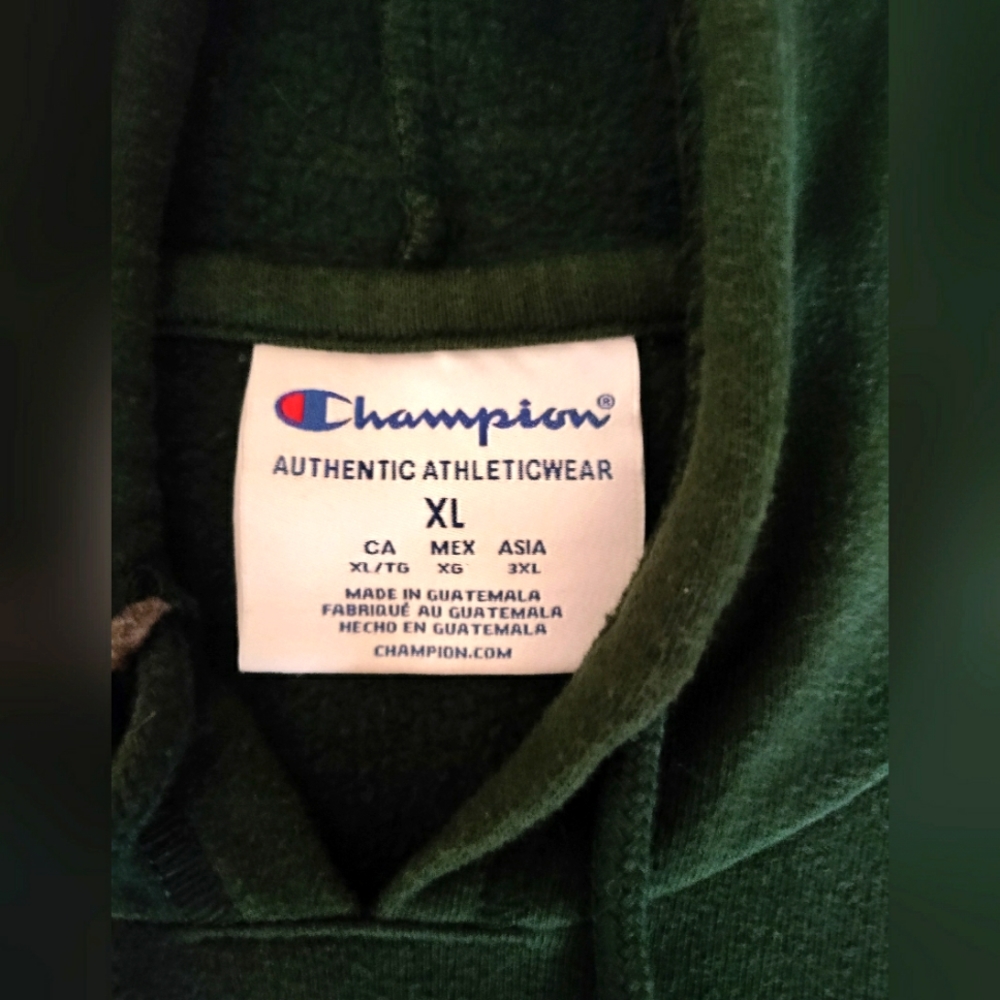 Champion®
AUTHENTIC ATHLETICWEAR
XL
CA MEX ASIA
XL/TG XG 3XL
MADE IN GUATEMALA
FABRIQUÉ AU GUATEMALA
HECHO EN GUATEMALA
CHAMPION.COM